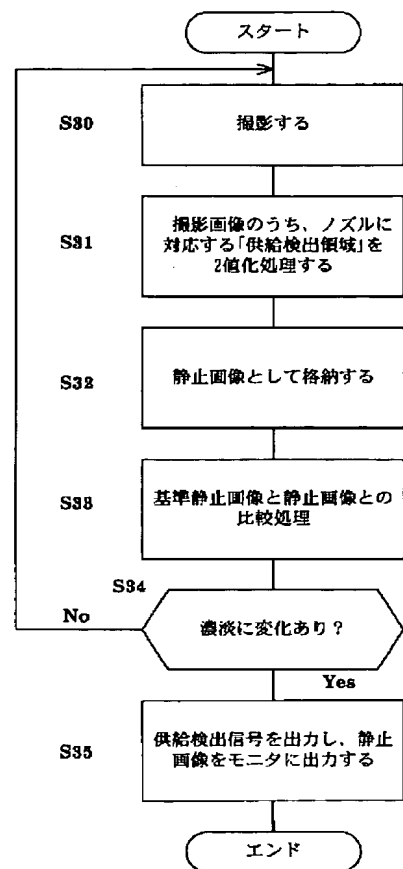 スタート
S30
撮影する
S31
撮影画像のうち、ノズルに
対応する「供給検出領域」を
2値化処理する
S32
静止画像として格納する
S33
基準静止画像と静止画像との
比較処理
S34
No
濃淡に変化あり？
Yes
S35
供給検出信号を出力し、静止
画像をモニタに出力する
エンド